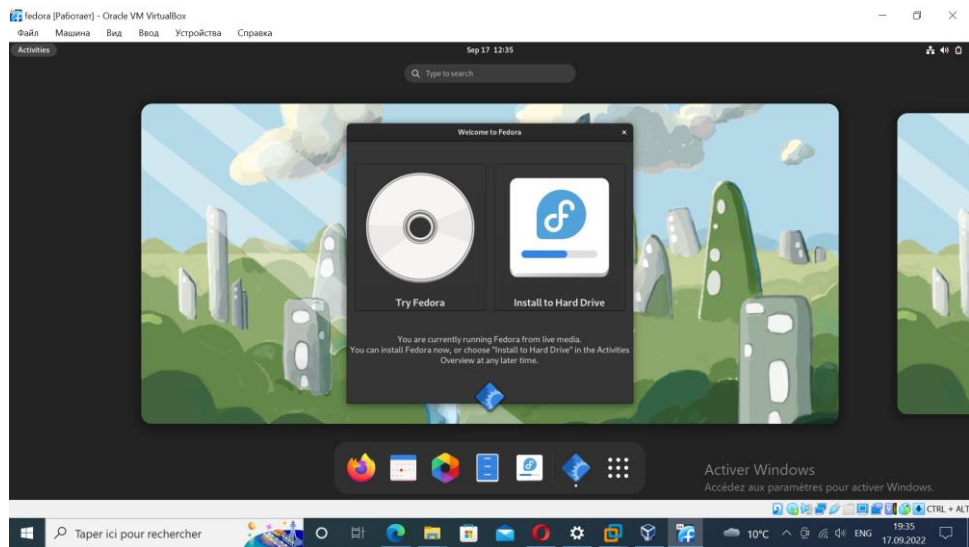 fedora [Работает] - Oracle VM VirtualBox
Файл Машина Вид Ввод Устройства Справка
Activities
Sep 17 12:35
Type to search
Welcome to Fedora
Try Fedora
Install to Hard Drive
You are currently running Fedora from live media.
You can install Fedora now, or choose "Install to Hard Drive" in the Activities
Overview at any later time.
Activer Windows
Accédez aux paramètres pour activer Windows.
CTRL + ALT
Taper ici pour rechercher
10°C
ENG
19:35
17.09.2022